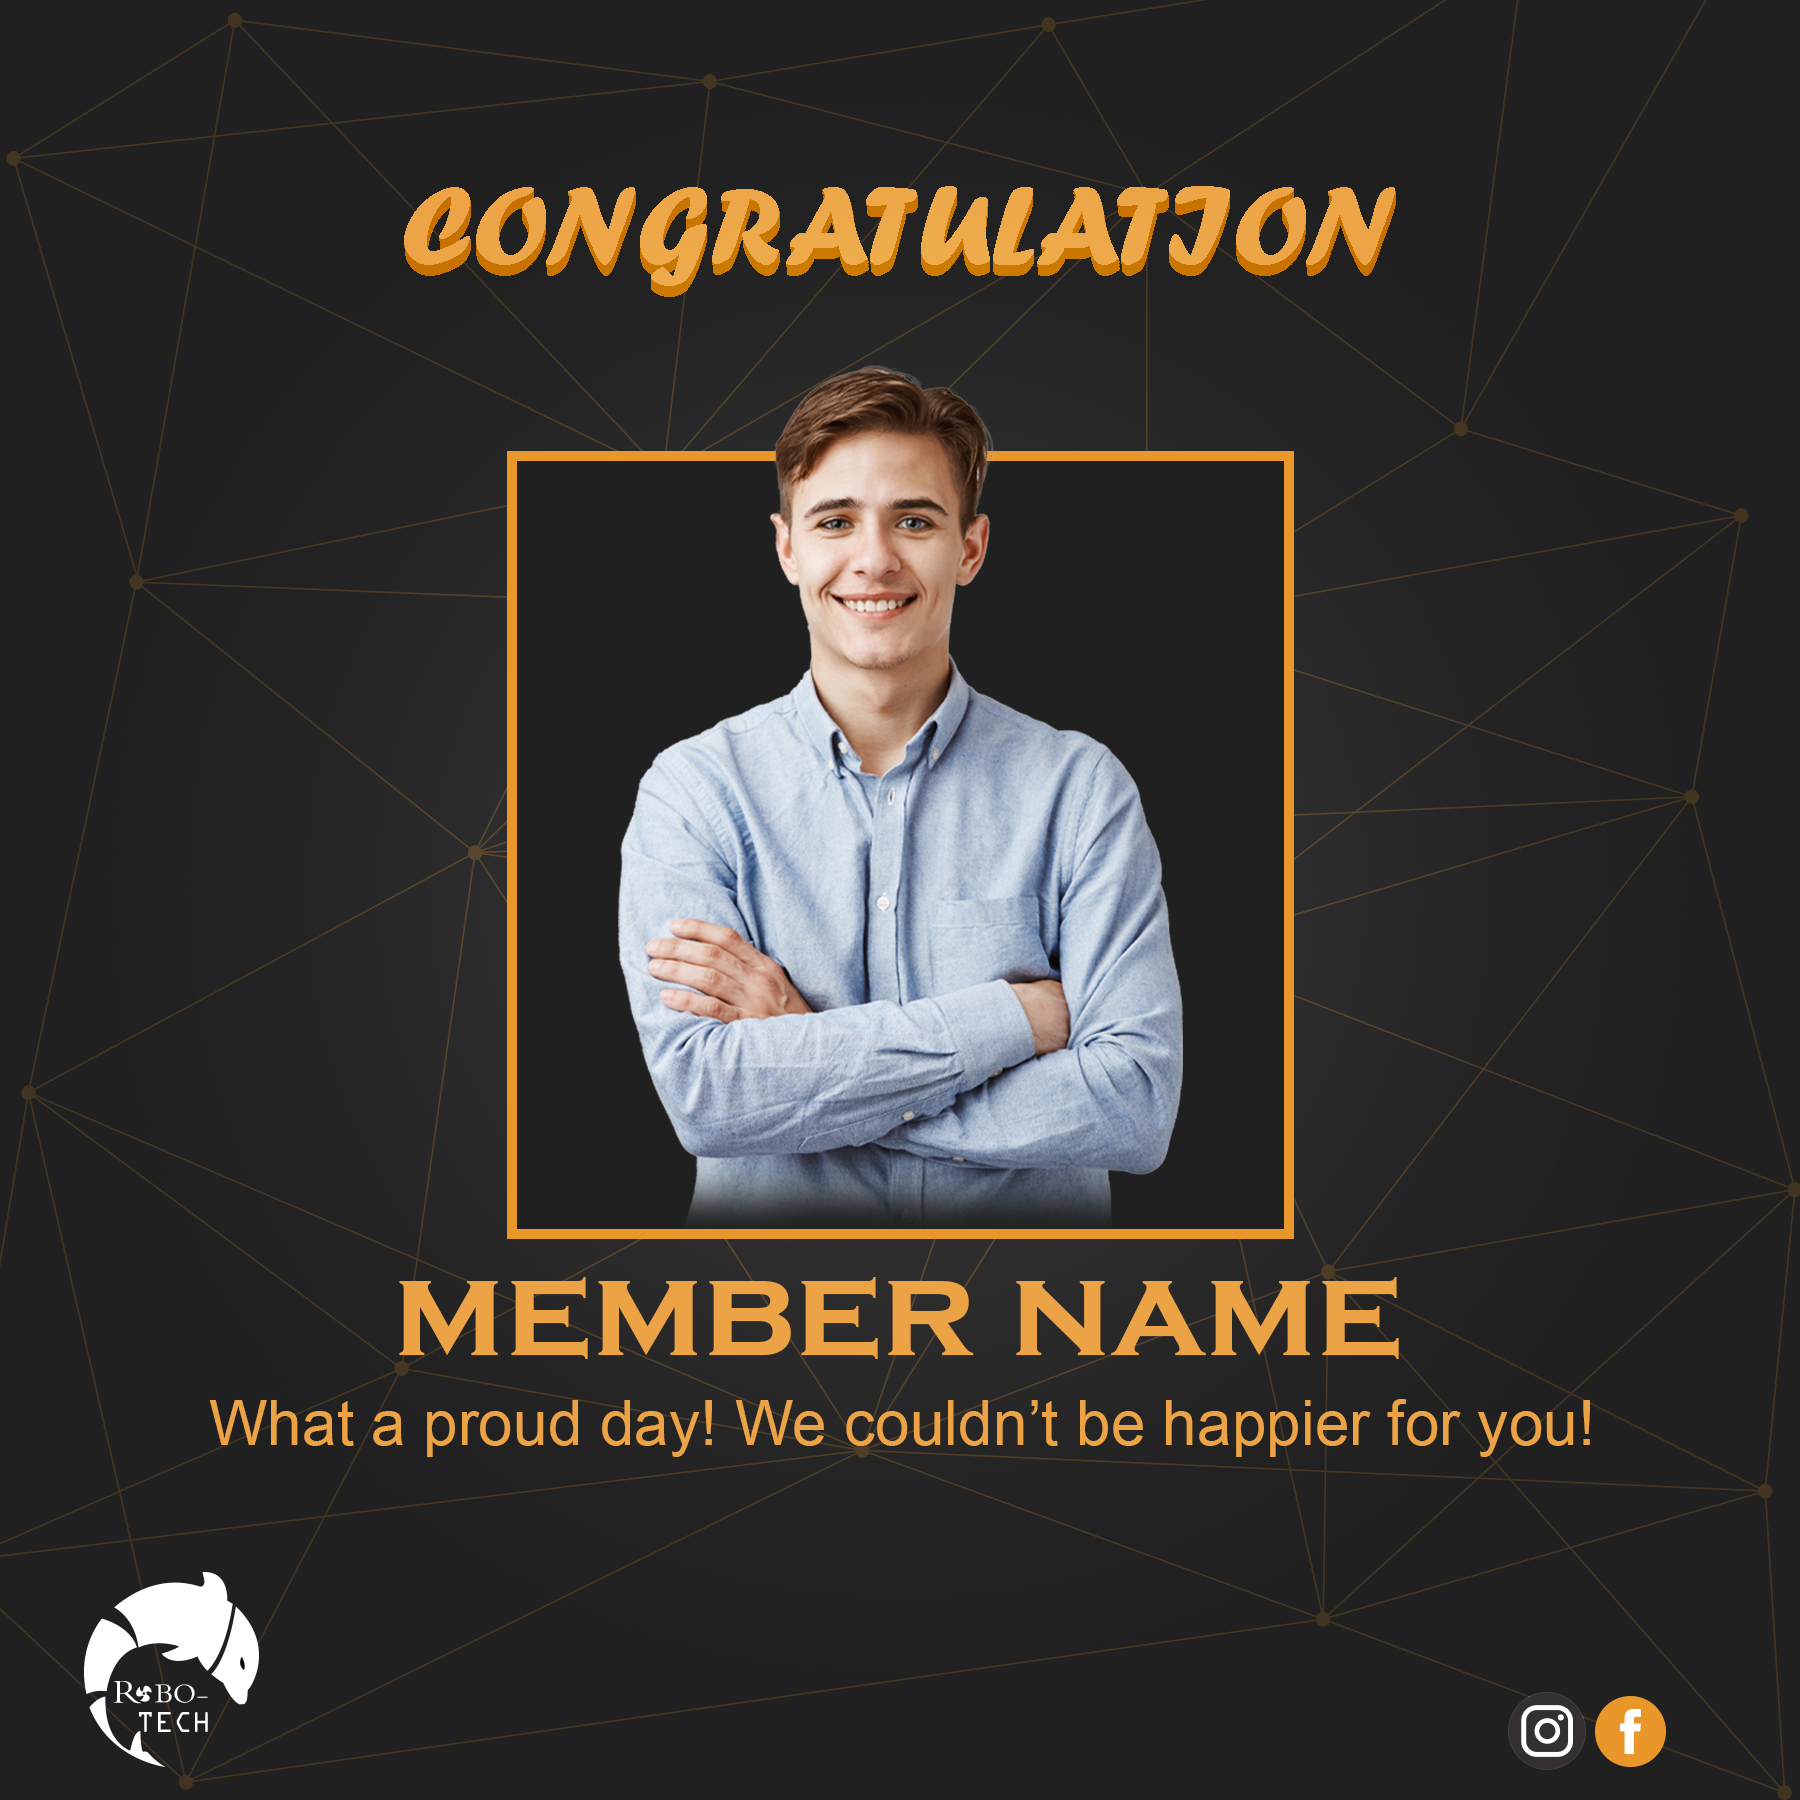 CONGRATULATION
MEMBER NAME
What a proud day! We couldn’t be happier for you!
ROBO-
TECH